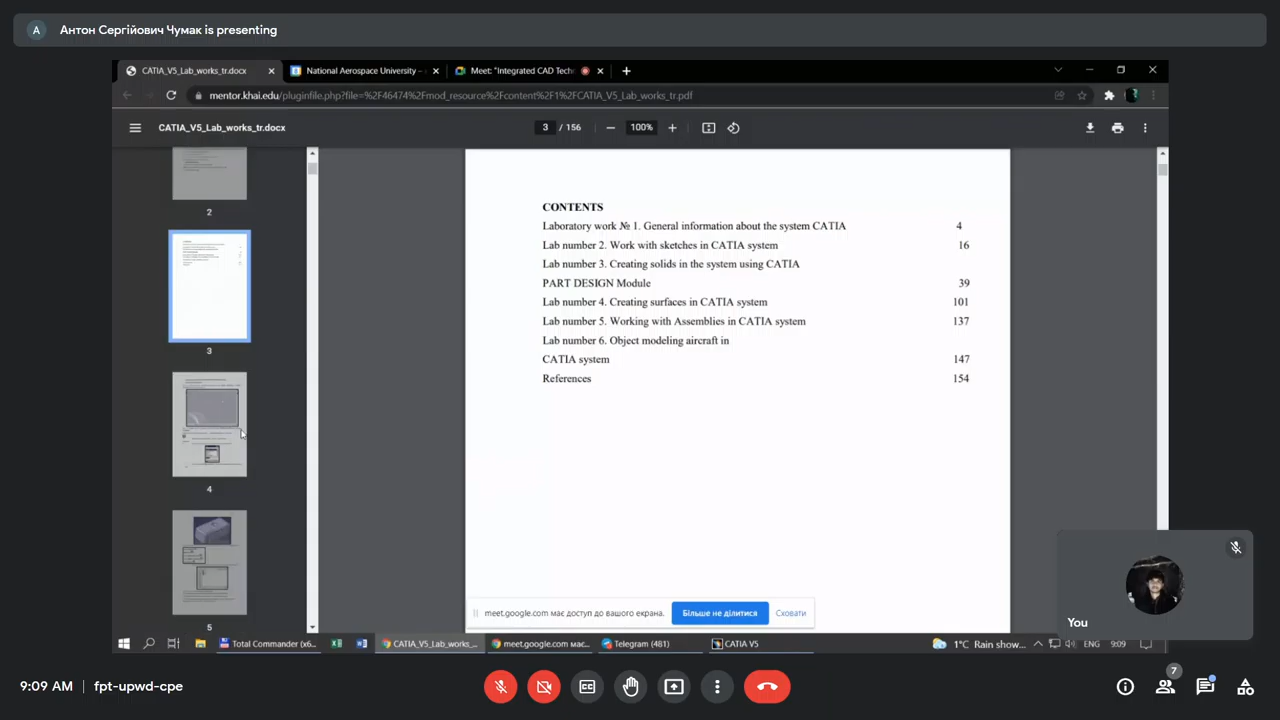 A Антон Сергійович Чумак is presenting
CATIA_V5_Lab_works_tr.docx
National Aerospace University –
Meet: "Integrated CAD Techn
mentor.khai.edu/pluginfile.php?file=%2F46474%2Fmod_resource%2Fcontent%2F1%2FCATIA_V5_Lab_works_tr.pdf
CATIA_V5_Lab_works_tr.docx
3 / 156
100%
2
3
4
5
CONTENTS
Laboratory work № 1. General information about the system CATIA 4
Lab number 2. Work with sketches in CATIA system 16
Lab number 3. Creating solids in the system using CATIA
PART DESIGN Module 39
Lab number 4. Creating surfaces in CATIA system 101
Lab number 5. Working with Assemblies in CATIA system 137
Lab number 6. Object modeling aircraft in
CATIA system 147
References 154
meet.google.com має доступ до вашого екрана. Більше не ділитися Сховати
You
Total Commander (x6...
CATIA_V5_Lab_works_...
meet.google.com має...
Telegram (481)
CATIA V5
1°C Rain show...
ENG
9:09
9:09 AM | fpt-upwd-cpe
7